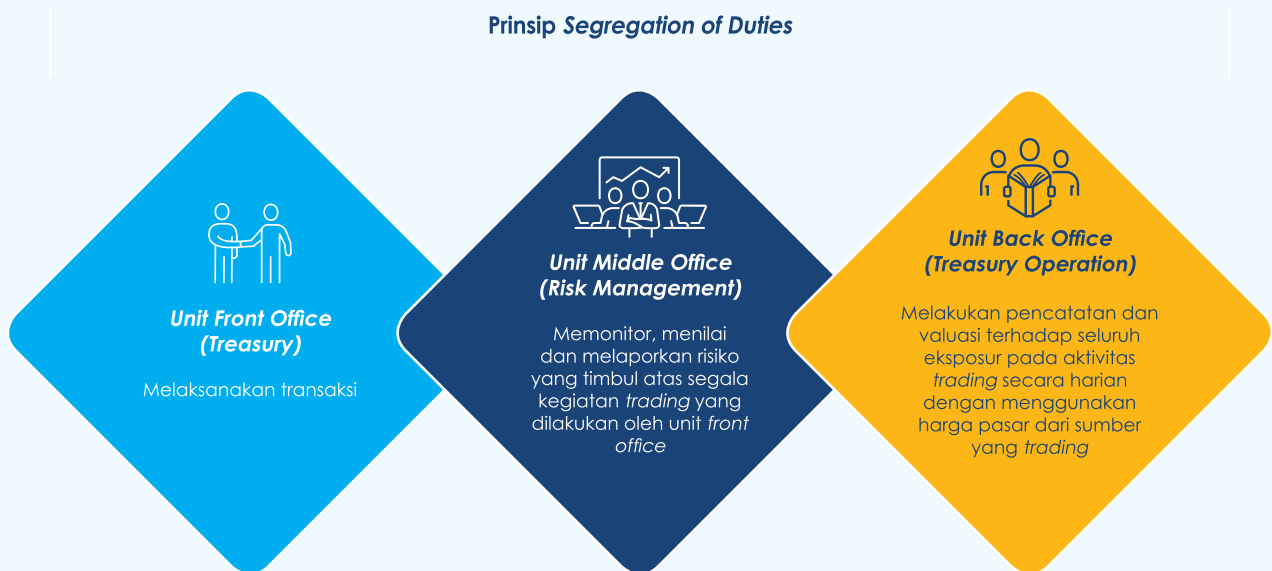 Prinsip Segregation of Duties
Unit Front Office
(Treasury)
Melaksanakan transaksi
Unit Middle Office
(Risk Management)
Memonitor, menilai
dan melaporkan risiko
yang timbul atas segala
kegiatan trading yang
dilakukan oleh unit front
office
Unit Back Office
(Treasury Operation)
Melakukan pencatatan dan
valuasi terhadap seluruh
eksposur pada aktivitas
trading secara harian
dengan menggunakan
harga pasar dari sumber
yang trading